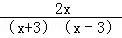 2x
(x+3) (x－3)